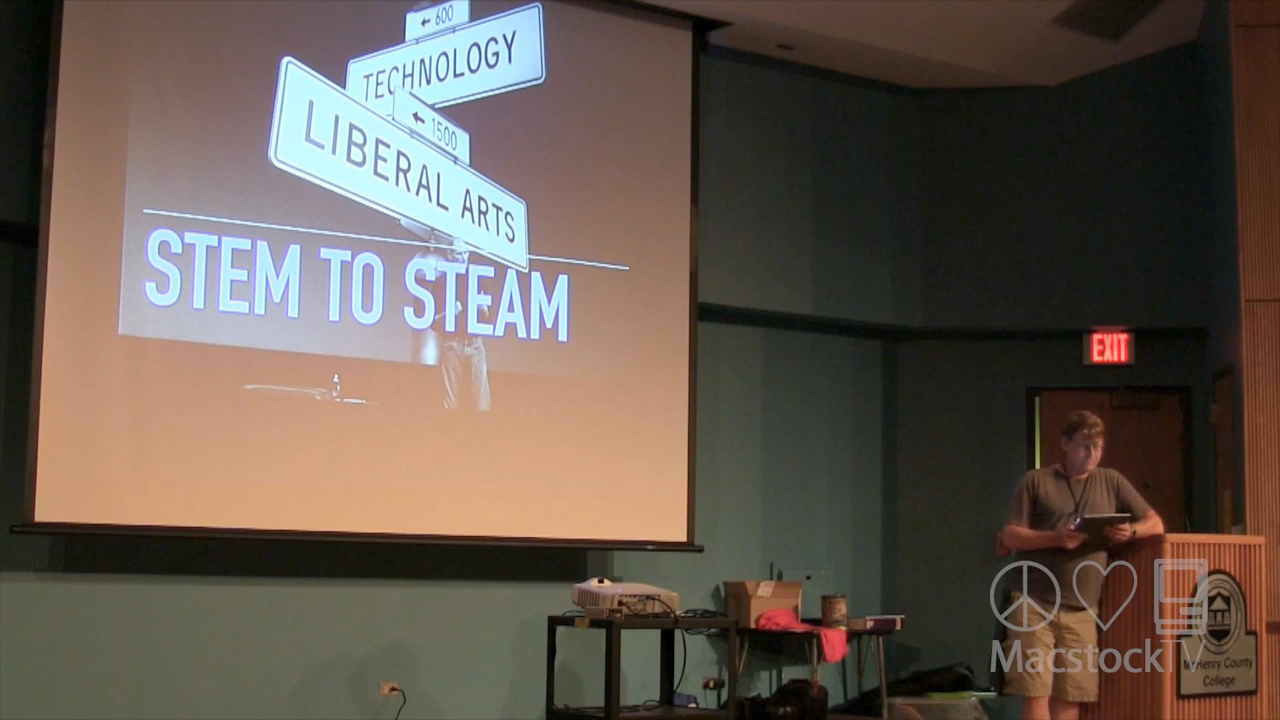 ← 600
TECHNOLOGY
← 1500
LIBERAL ARTS
STEM TO STEAM
EXIT
MacstockTV
McHenry County
College